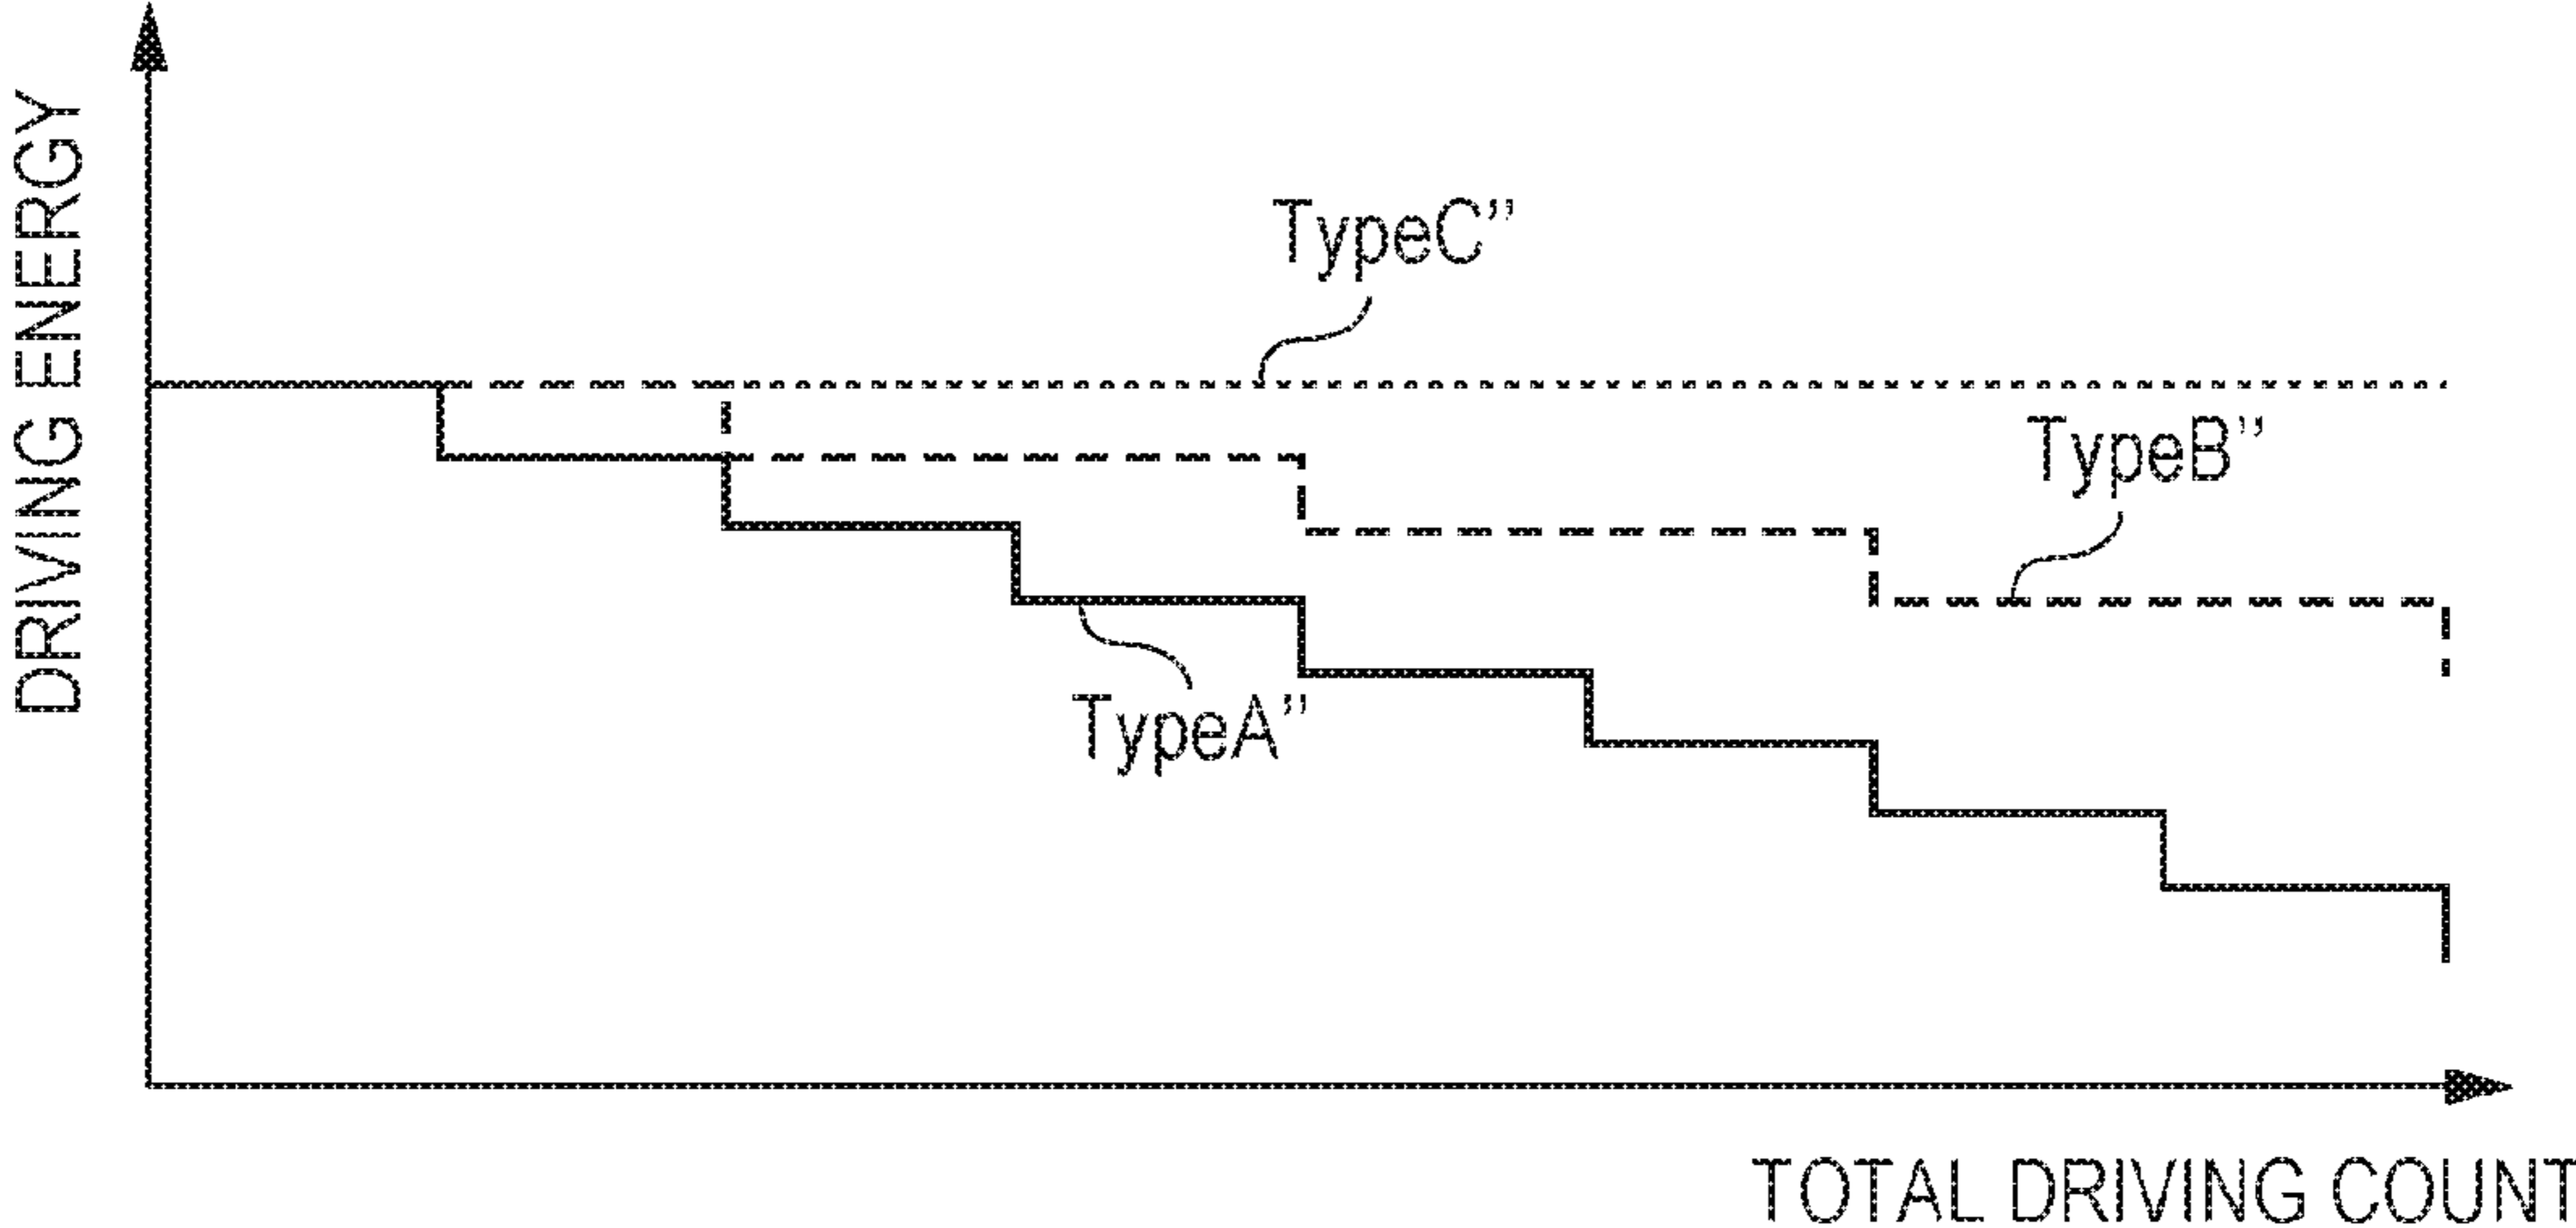 DRIVING ENERGY
TypeC”
TypeB”
TypeA”
TOTAL DRIVING COUNT